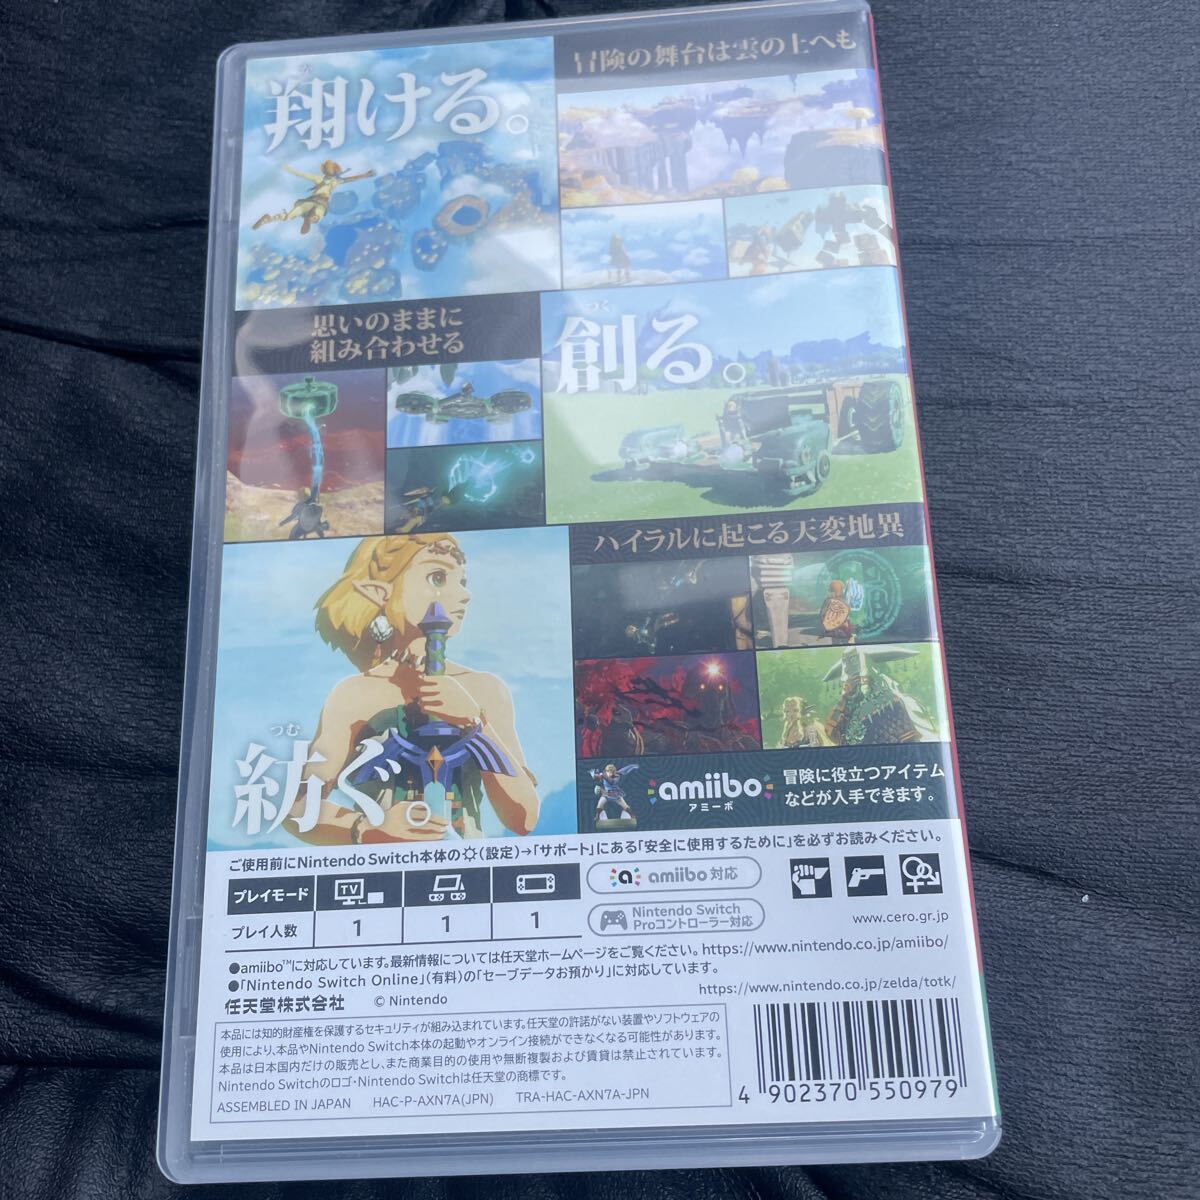 翔ける。
冒険の舞台は雲の上へも
思いのままに
組み合わせる
つく
創る。
ハイラルに起こる天変地異
つむ
紡ぐ。
amiibo
アミーボ
冒険に役立つアイテム
などが入手できます。
ご使用前にNintendo Switch本体の(設定)→「サポート」にある「安全に使用するために」を必ずお読みください。
プレイモード TV
プレイ人数 1 1 1
amiibo 対応
Nintendo Switch
Proコントローラー対応
www.cero.gr.jp
●amiibo™に対応しています。最新情報については任天堂ホームページをご覧ください。https://www.nintendo.co.jp/amiibo/
●「Nintendo Switch Online」(有料)の「セーブデータお預かり」に対応しています。
https://www.nintendo.co.jp/zelda/totk/
任天堂株式会社 © Nintendo
本品には知的財産権を保護するセキュリティが組み込まれています。任天堂の許諾がない装置やソフトウェアの
使用により、本品やNintendo Switch本体の起動やオンライン接続ができなくなる可能性があります。
本品は日本国内だけの販売とし、また商業目的の使用や無断複製および賃貸は禁止されています。
Nintendo Switchのロゴ・Nintendo Switchは任天堂の商標です。
ASSEMBLED IN JAPAN HAC-P-AXN7A(JPN) TRA-HAC-AXN7A-JPN
4 902370 550979